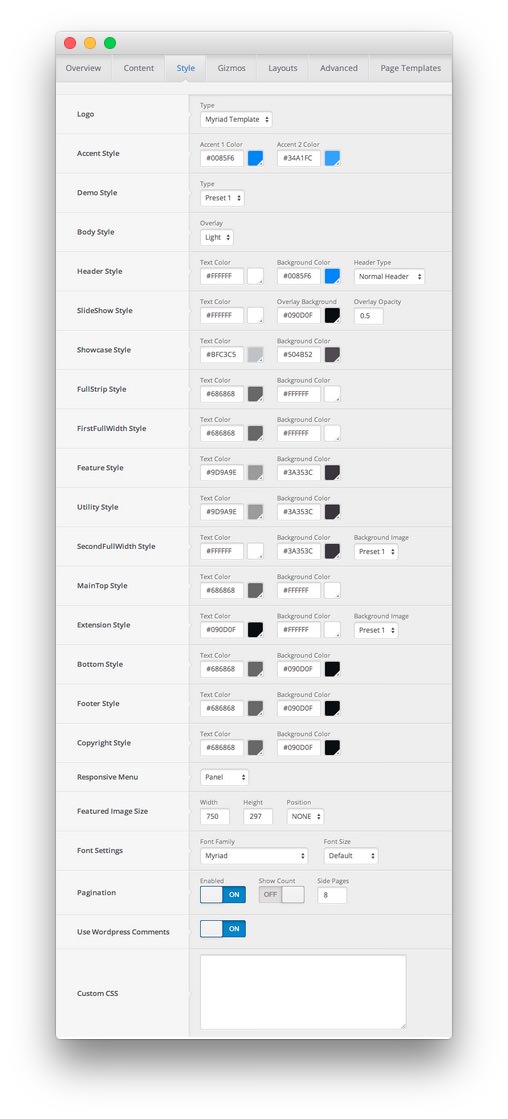 Overview Content Style Gizmos Layouts Advanced Page Templates
Logo
Type
Myriad Template
Accent Style
Accent 1 Color Accent 2 Color
#0085F6 #34A1FC
Demo Style
Type
Preset 1
Body Style
Overlay
Light
Header Style
Text Color Background Color Header Type
#FFFFFF #0085F6 Normal Header
SlideShow Style
Text Color Overlay Background Overlay Opacity
#FFFFFF #090D0F 0.5
Showcase Style
Text Color Background Color
#BFC3C5 #504B52
FullStrip Style
Text Color Background Color
#686868 #FFFFFF
FirstFullWidth Style
Text Color Background Color
#686868 #FFFFFF
Feature Style
Text Color Background Color
#9D9A9E #3A353C
Utility Style
Text Color Background Color
#9D9A9E #3A353C
SecondFullWidth Style
Text Color Background Color Background Image
#FFFFFF #3A353C Preset 1
MainTop Style
Text Color Background Color
#686868 #FFFFFF
Extension Style
Text Color Background Color Background Image
#090D0F #FFFFFF Preset 1
Bottom Style
Text Color Background Color
#686868 #090D0F
Footer Style
Text Color Background Color
#686868 #090D0F
Copyright Style
Text Color Background Color
#686868 #090D0F
Responsive Menu
Panel
Featured Image Size
Width Height Position
750 297 NONE
Font Settings
Font Family Font Size
Myriad Default
Pagination
Enabled Show Count Side Pages
ON OFF 8
Use Wordpress Comments
ON
Custom CSS